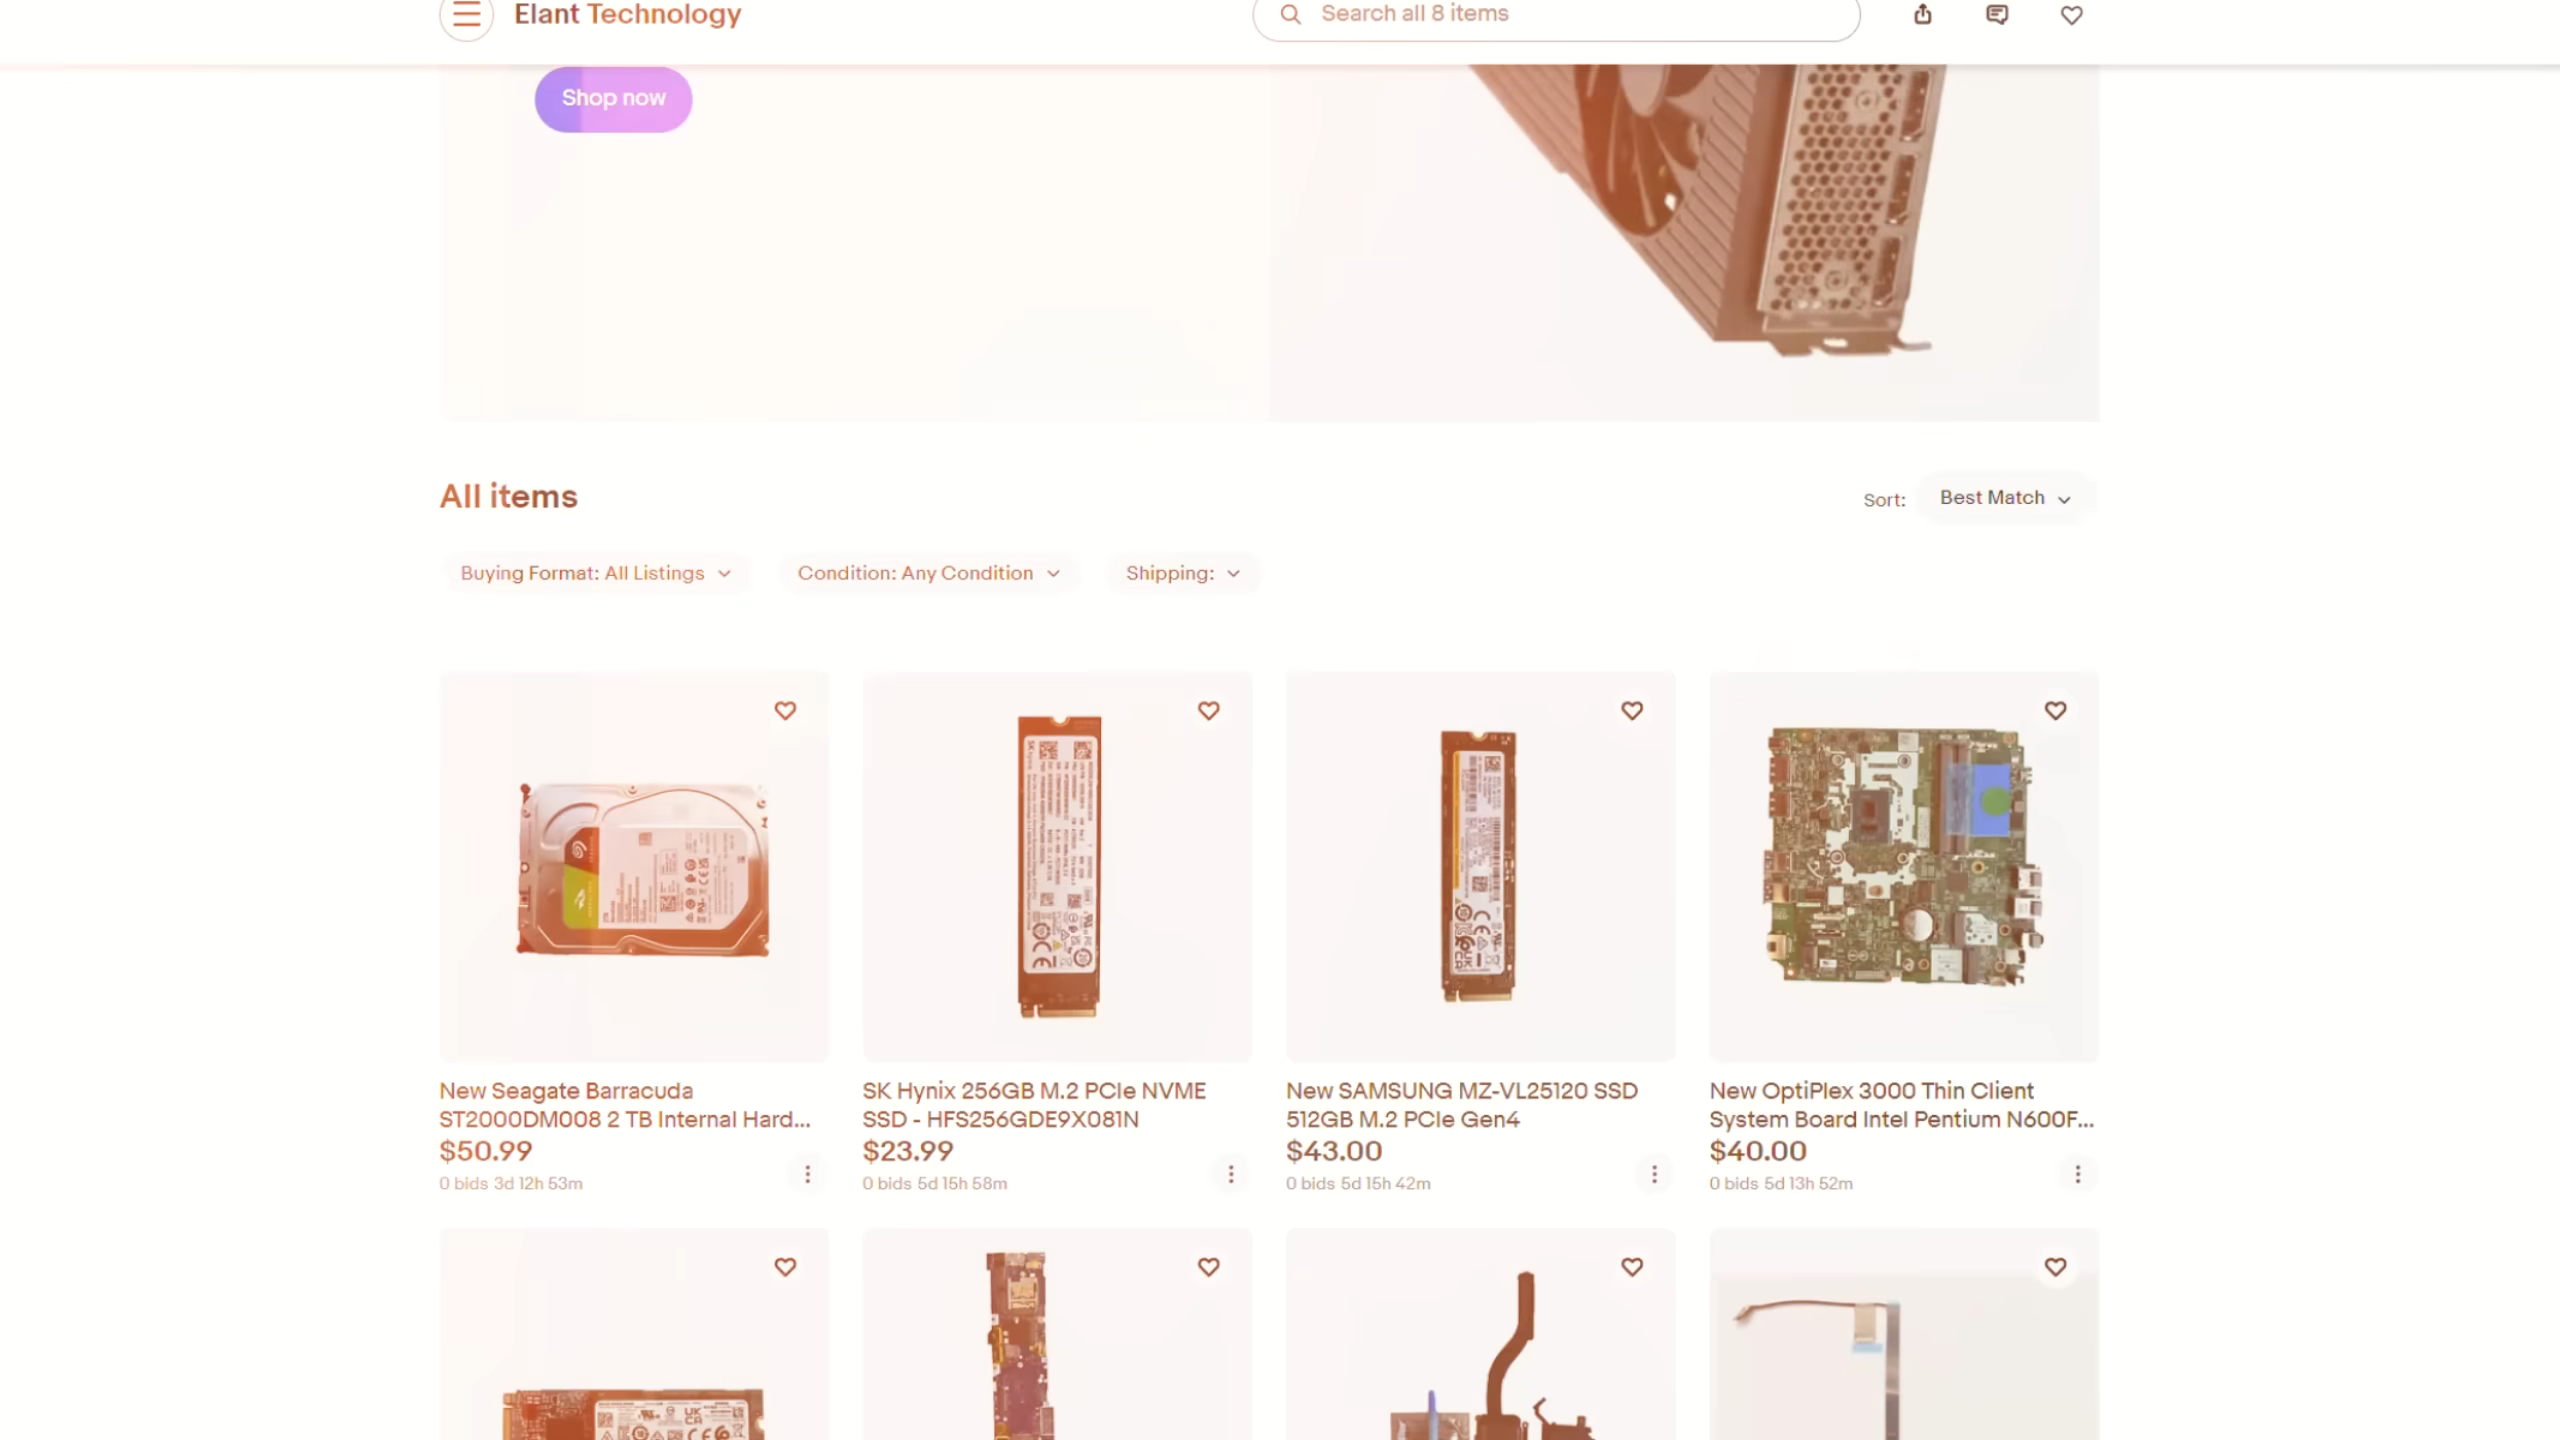 Elant Technology
Search all 8 items
Shop now
All items
Sort: Best Match
Buying Format: All Listings
Condition: Any Condition
Shipping:
New Seagate Barracuda
ST2000DM008 2 TB Internal Hard...
$50.99
0 bids 3d 12h 53m
SK Hynix 256GB M.2 PCIe NVME
SSD - HFS256GDE9X081N
$23.99
0 bids 5d 15h 58m
New SAMSUNG MZ-VL25120 SSD
512GB M.2 PCIe Gen4
$43.00
0 bids 5d 15h 42m
New OptiPlex 3000 Thin Client
System Board Intel Pentium N600F...
$40.00
0 bids 5d 13h 52m